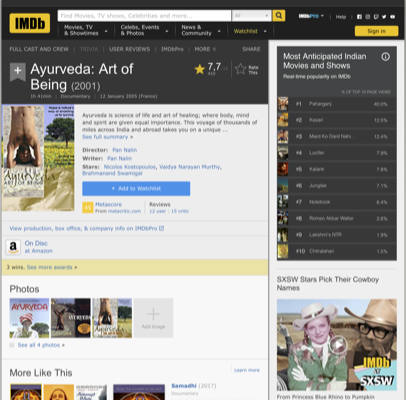 IMDb
Find Movies, TV shows, Celebrities and more...
All
IMDbPro
Help
Movies, TV
& Showtimes
Celebs, Events
& Photos
News &
Community
Watchlist
Sign in
FULL CAST AND CREW | TRIVIA | USER REVIEWS | IMDbPro | MORE
SHARE
Ayurveda: Art of
Being (2001)
7.7
Rate
This
1h 41min | Documentary | 12 January 2005 (France)
Ayurveda is science of life and art of healing; where body, mind
and spirit are given equal importance. This voyage of thousands of
miles across India and abroad takes you on a unique ...
See full summary »
Director: Pan Nalin
Writer: Pan Nalin
Stars: Nicolos Kostopoulos, Vaidya Narayan Murthy,
Brahmanand Swamigal
+ Add to Watchlist
Metascore
From metacritic.com
Reviews
12 user | 15 critic
View production, box office, & company info on IMDbPro
a
On Disc
at Amazon
3 wins. See more awards »
Photos
Add Image
See all 4 photos »
More Like This
Learn more
Samadhi (2017)
Documentary
Most Anticipated Indian
Movies and Shows
Real-time popularity on IMDb
% OF TOP 10 PAGE VIEWS
#1 Pahanganj 40.0%
#2 Kesari 12.5%
#3 Mard Ko Dard Nahi... 12.4%
#4 Lucifer 7.9%
#5 Kalank 7.8%
#6 Junglee 7.1%
#7 Notebook 6.4%
#8 Romeo Akbar Walter 2.6%
#9 Lakshmi's NTR 1.9%
#10 Chitralahari 1.5%
SXSW Stars Pick Their Cowboy
Names
IMDb
at
SXSW
From Princess Blue Rhino to Pumpkin